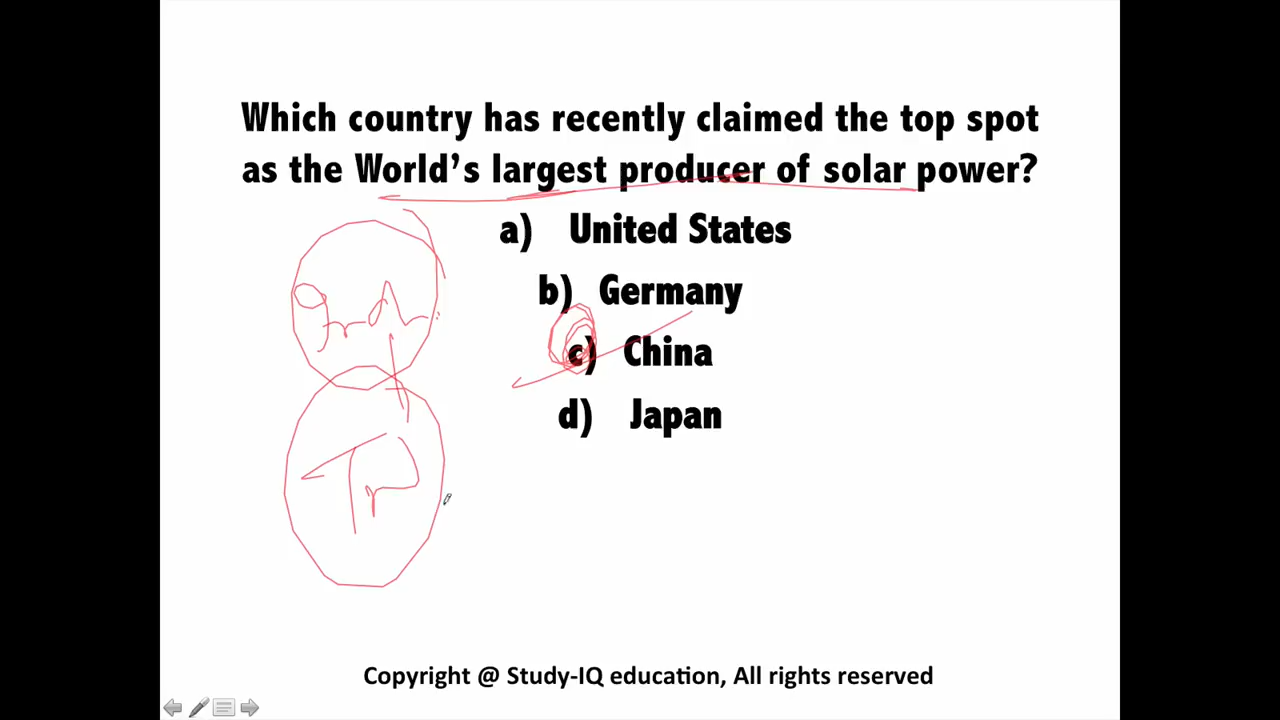 Which country has recently claimed the top spot
as the World's largest producer of solar power?
a) United States
b) Germany
c) China
d) Japan
Copyright @ Study-IQ education, All rights reserved